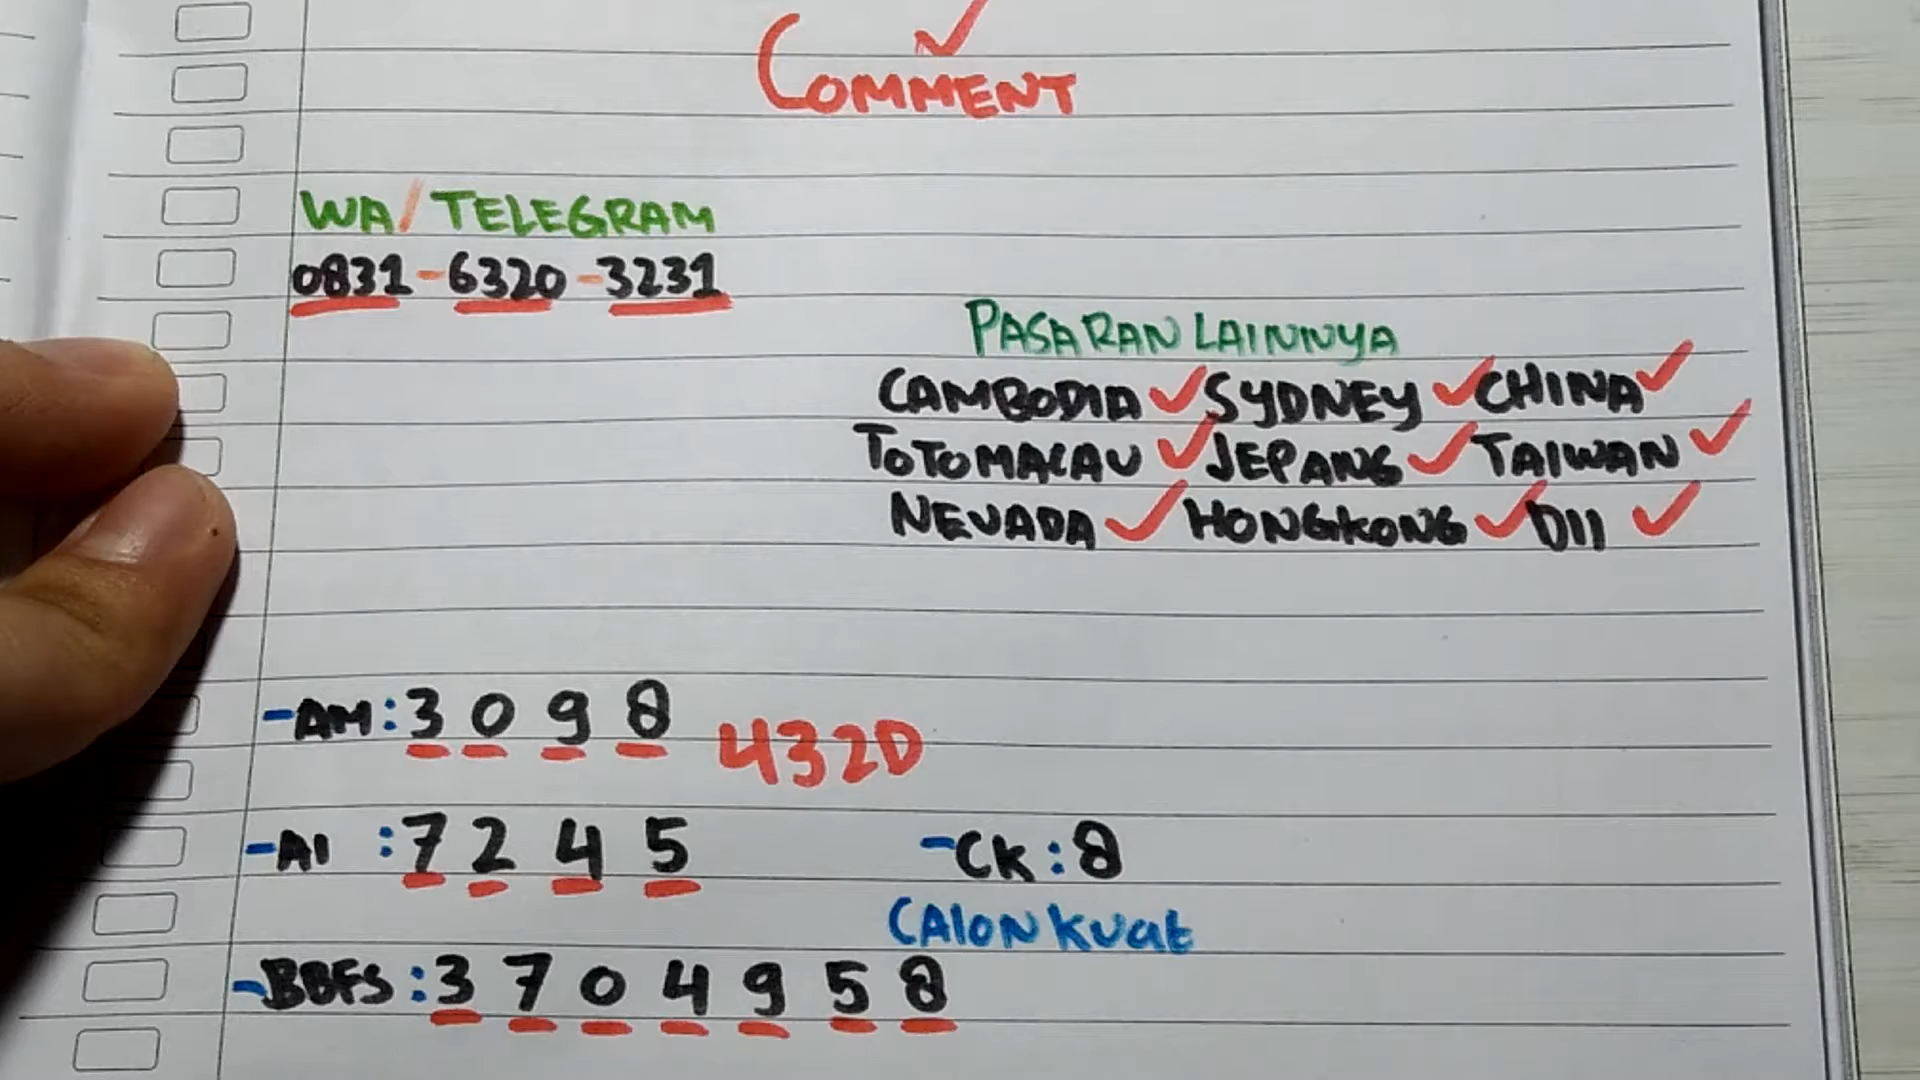 COMMENT
WA/TELEGRAM
0831-6320-3231
PASARAN LAINNYA
CAMBODIA ✓ SYDNEY ✓ CHINA ✓
TOTOMACAU ✓ JEPANG ✓ TAIWAN ✓
NEVADA ✓ HONGKONG ✓ Dll ✓
-AM: 3 0 9 8
432D
-AI : 7 2 4 5
-CK: 8
CALON KUAt
-BBFS: 3 7 0 4 9 5 8